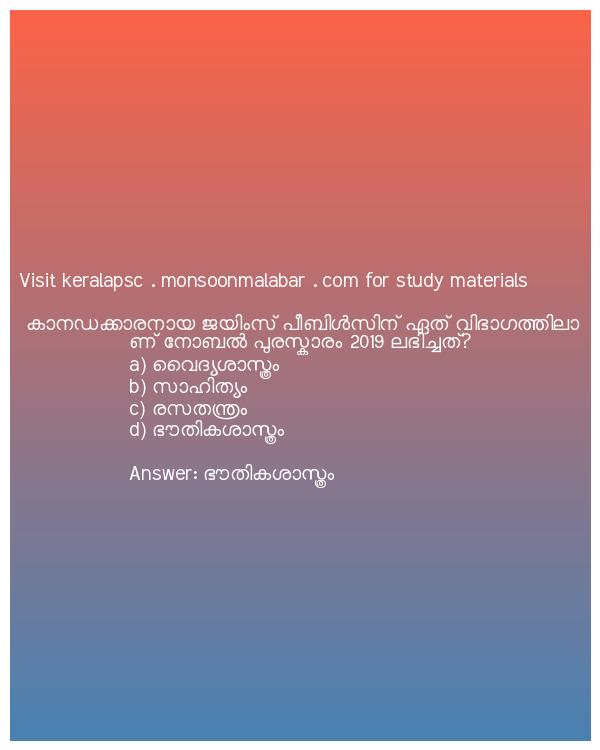 Visit keralapsc . monsoonmalabar . com for study materials
കാനഡക്കാരനായ ജയിംസ് പീബിൾസിന് ഏത് വിഭാഗത്തിലാ
ണ് നോബൽ പുരസ്കാരം 2019 ലഭിച്ചത്?
a) വൈദ്യശാസ്ത്രം
b) സാഹിത്യം
c) രസതന്ത്രം
d) ഭൗതികശാസ്ത്രം
Answer: ഭൗതികശാസ്ത്രം